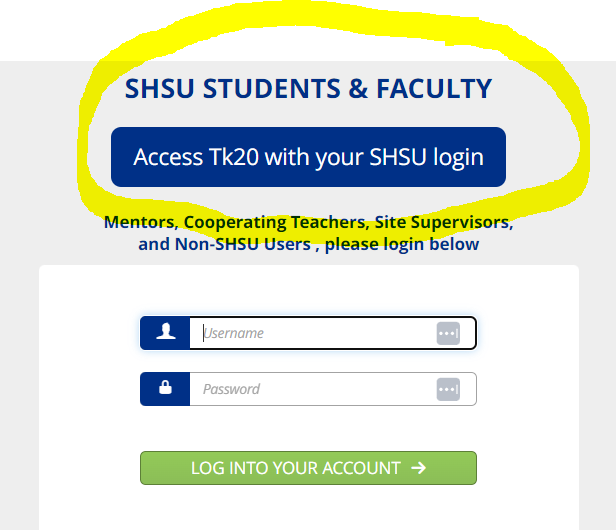 SHSU STUDENTS & FACULTY
Access Tk20 with your SHSU login
Mentors, Cooperating Teachers, Site Supervisors,
and Non-SHSU Users , please login below
Username
Password
LOG INTO YOUR ACCOUNT